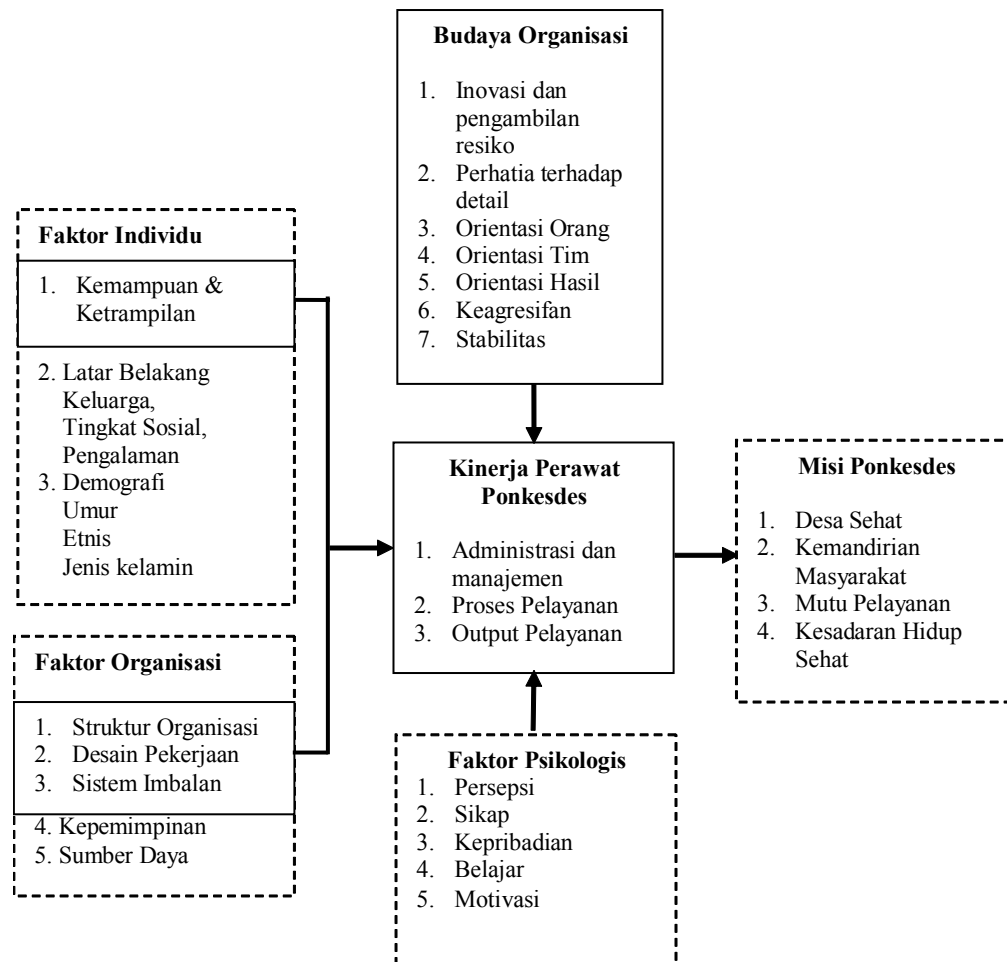 Budaya Organisasi
1. Inovasi dan
pengambilan
resiko
2. Perhatia terhadap
detail
3. Orientasi Orang
4. Orientasi Tim
5. Orientasi Hasil
6. Keagresifan
7. Stabilitas
Faktor Individu
1. Kemampuan &
Ketrampilan
2. Latar Belakang
Keluarga,
Tingkat Sosial,
Pengalaman
3. Demografi
Umur
Etnis
Jenis kelamin
Kinerja Perawat
Ponkesdes
1. Administrasi dan
manajemen
2. Proses Pelayanan
3. Output Pelayanan
Misi Ponkesdes
1. Desa Sehat
2. Kemandirian
Masyarakat
3. Mutu Pelayanan
4. Kesadaran Hidup
Sehat
Faktor Organisasi
1. Struktur Organisasi
2. Desain Pekerjaan
3. Sistem Imbalan
4. Kepemimpinan
5. Sumber Daya
Faktor Psikologis
1. Persepsi
2. Sikap
3. Kepribadian
4. Belajar
5. Motivasi